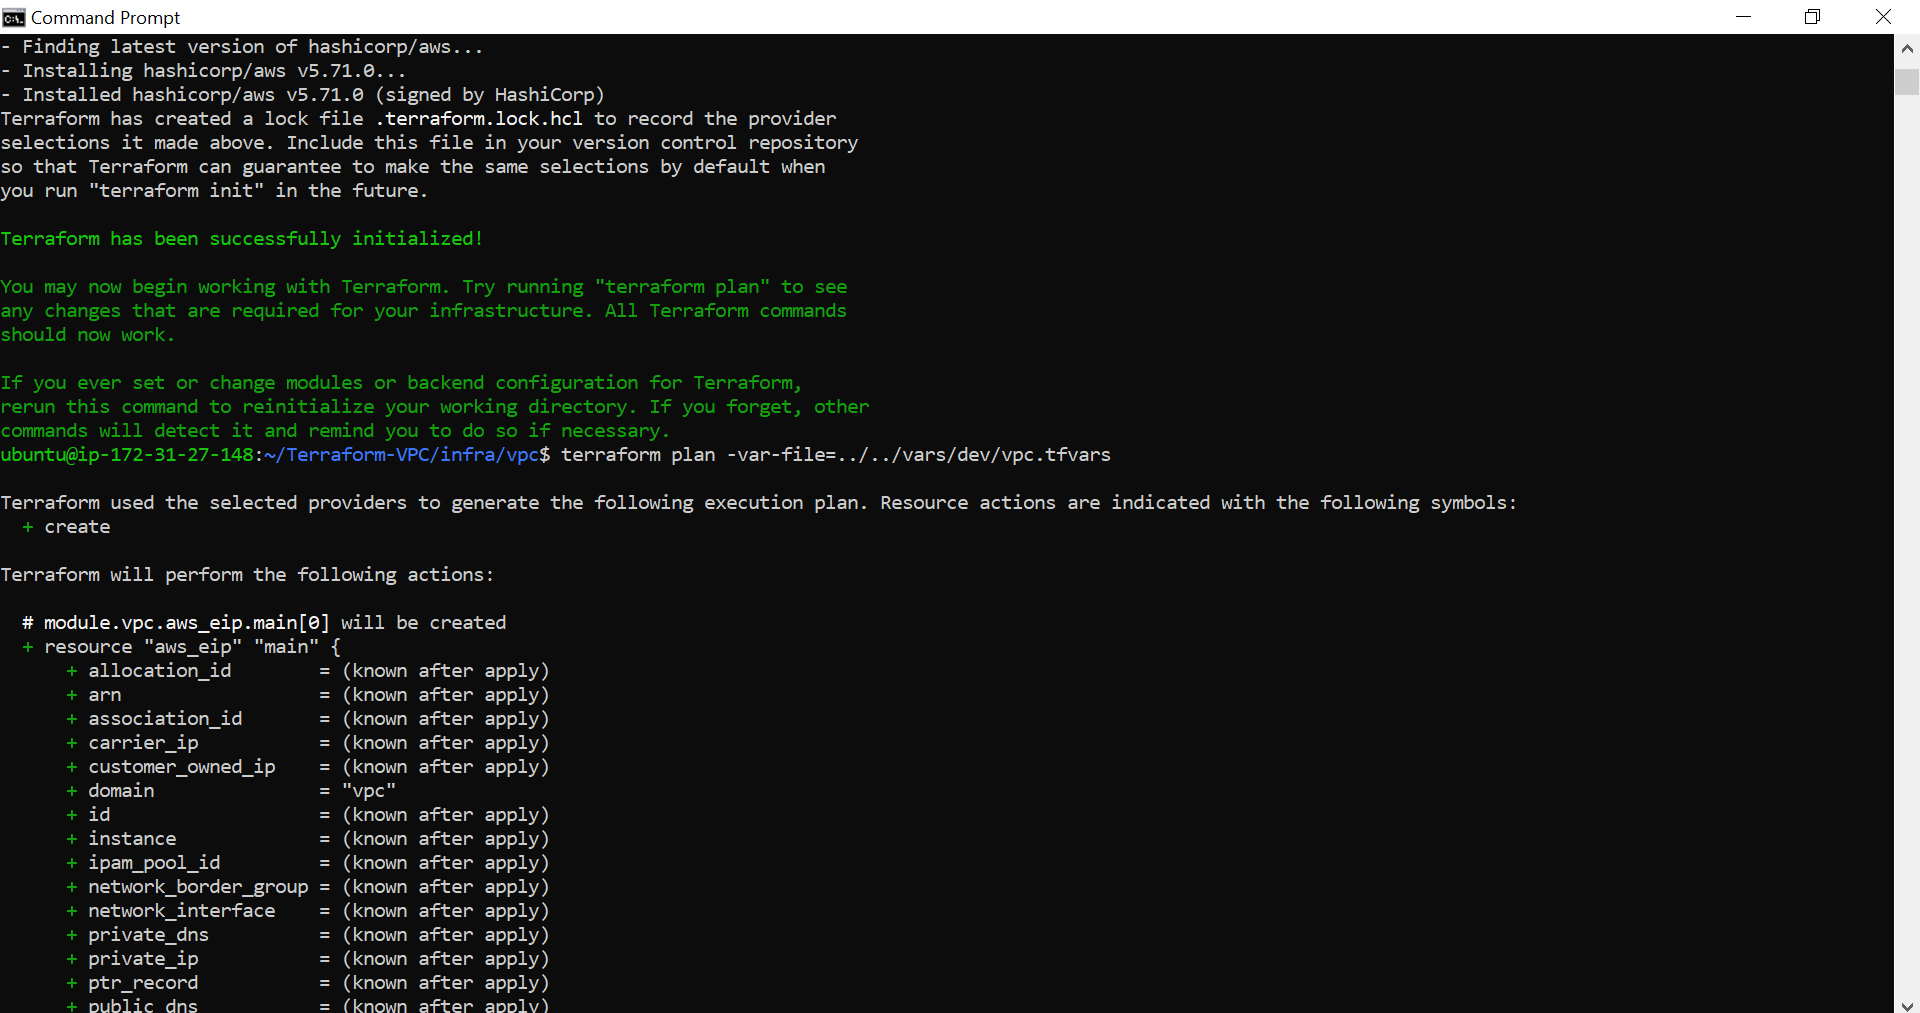 Command Prompt
- Finding latest version of hashicorp/aws...
- Installing hashicorp/aws v5.71.0...
- Installed hashicorp/aws v5.71.0 (signed by HashiCorp)
Terraform has created a lock file .terraform.lock.hcl to record the provider
selections it made above. Include this file in your version control repository
so that Terraform can guarantee to make the same selections by default when
you run "terraform init" in the future.
Terraform has been successfully initialized!
You may now begin working with Terraform. Try running "terraform plan" to see
any changes that are required for your infrastructure. All Terraform commands
should now work.
If you ever set or change modules or backend configuration for Terraform,
rerun this command to reinitialize your working directory. If you forget, other
commands will detect it and remind you to do so if necessary.
ubuntu@ip-172-31-27-148:~/Terraform-VPC/infra/vpc$ terraform plan -var-file=../../vars/dev/vpc.tfvars
Terraform used the selected providers to generate the following execution plan. Resource actions are indicated with the following symbols:
+ create
Terraform will perform the following actions:
# module.vpc.aws_eip.main[0] will be created
+ resource "aws_eip" "main" {
+ allocation_id = (known after apply)
+ arn = (known after apply)
+ association_id = (known after apply)
+ carrier_ip = (known after apply)
+ customer_owned_ip = (known after apply)
+ domain = "vpc"
+ id = (known after apply)
+ instance = (known after apply)
+ ipam_pool_id = (known after apply)
+ network_border_group = (known after apply)
+ network_interface = (known after apply)
+ private_dns = (known after apply)
+ private_ip = (known after apply)
+ ptr_record = (known after apply)
+ public_dns = (known after apply)